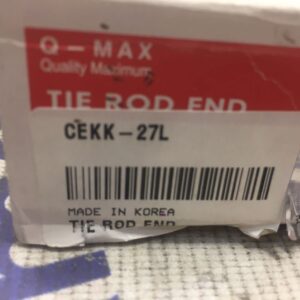 Q-MAX
Quality Maximum
TIE ROD END
CEKK-27L
MADE IN KOREA
TIE ROD END